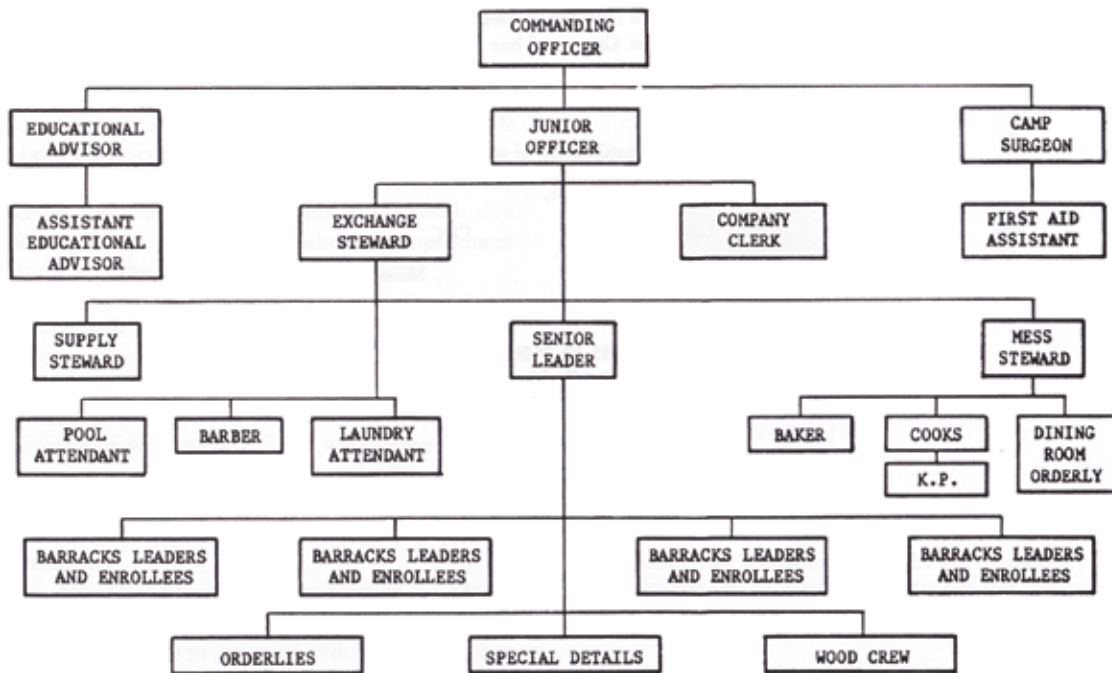 COMMANDING
OFFICER
EDUCATIONAL
ADVISOR
JUNIOR
OFFICER
CAMP
SURGEON
ASSISTANT
EDUCATIONAL
ADVISOR
EXCHANGE
STEWARD
COMPANY
CLERK
FIRST AID
ASSISTANT
SUPPLY
STEWARD
SENIOR
LEADER
MESS
STEWARD
POOL
ATTENDANT
BARBER
LAUNDRY
ATTENDANT
BAKER
COOKS
K.P.
DINING
ROOM
ORDERLY
BARRACKS LEADERS
AND ENROLLEES
BARRACKS LEADERS
AND ENROLLEES
BARRACKS LEADERS
AND ENROLLEES
BARRACKS LEADERS
AND ENROLLEES
ORDERLIES
SPECIAL DETAILS
WOOD CREW